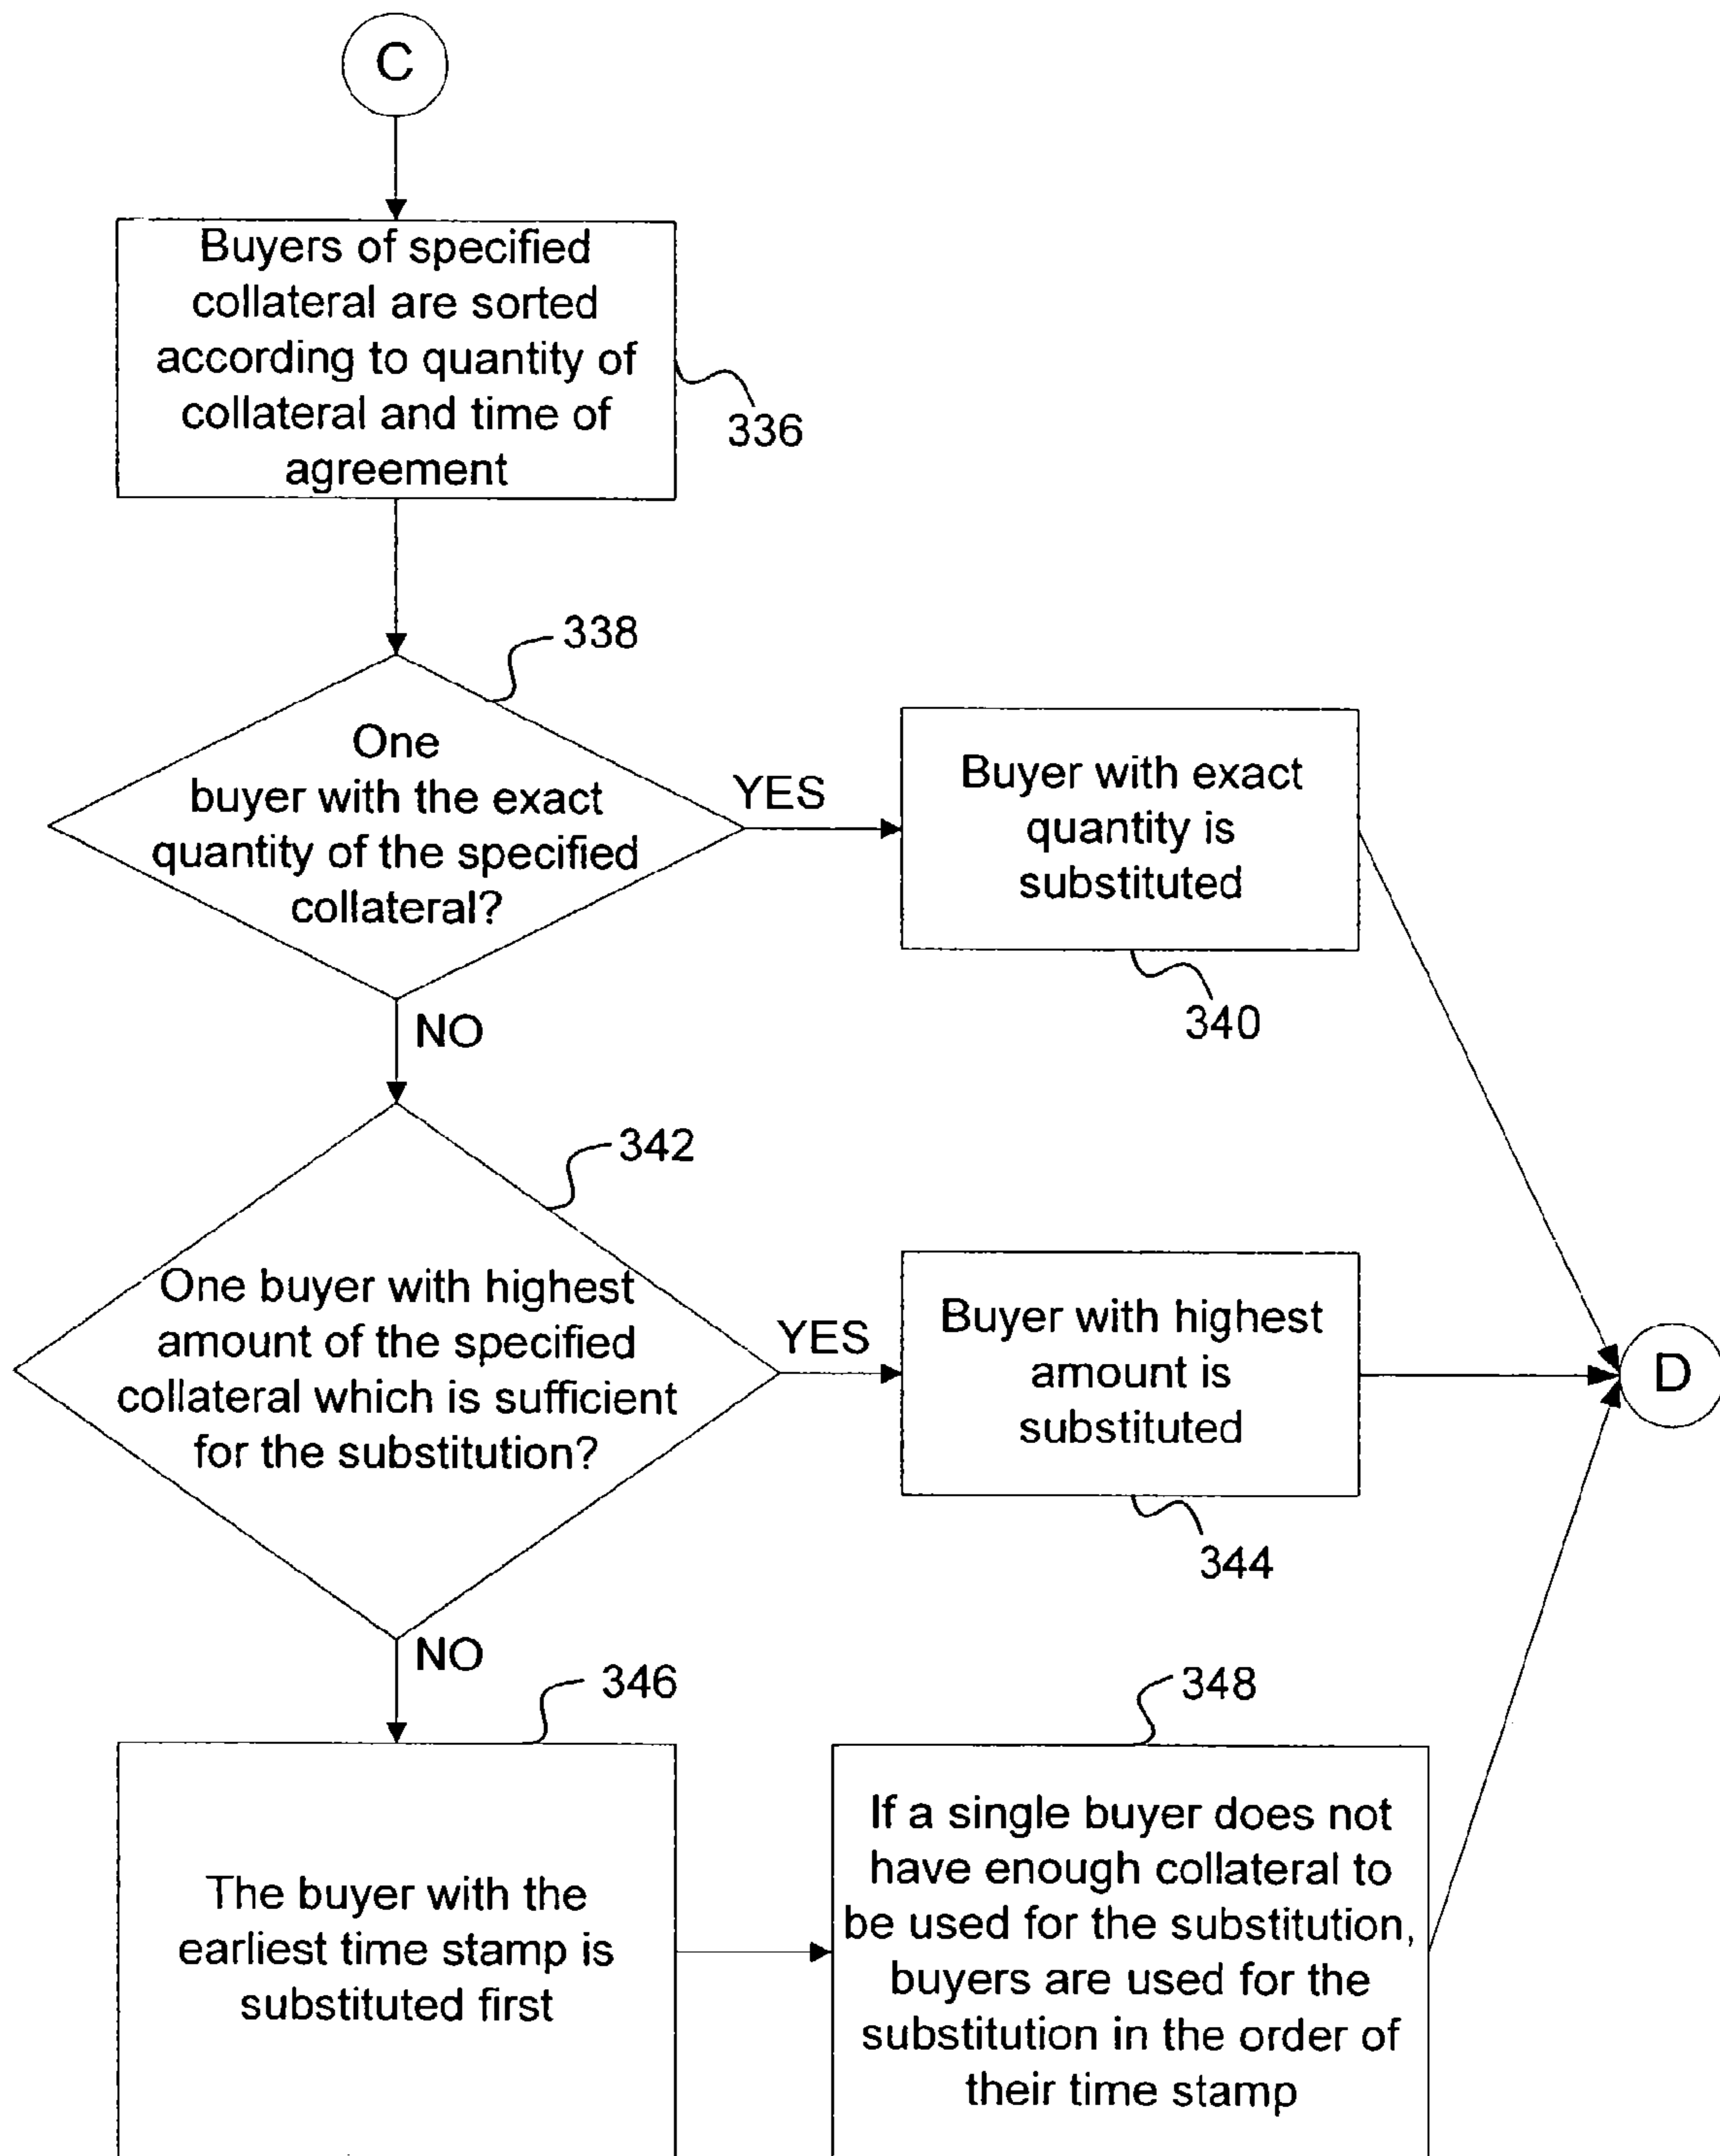 C
Buyers of specified
collateral are sorted
according to quantity of
collateral and time of
agreement
336
338
One
buyer with the exact
quantity of the specified
collateral?
YES
Buyer with exact
quantity is
substituted
340
NO
342
One buyer with highest
amount of the specified
collateral which is sufficient
for the substitution?
YES
Buyer with highest
amount is
substituted
344
D
NO
346
The buyer with the
earliest time stamp is
substituted first
348
If a single buyer does not
have enough collateral to
be used for the substitution,
buyers are used for the
substitution in the order of
their time stamp